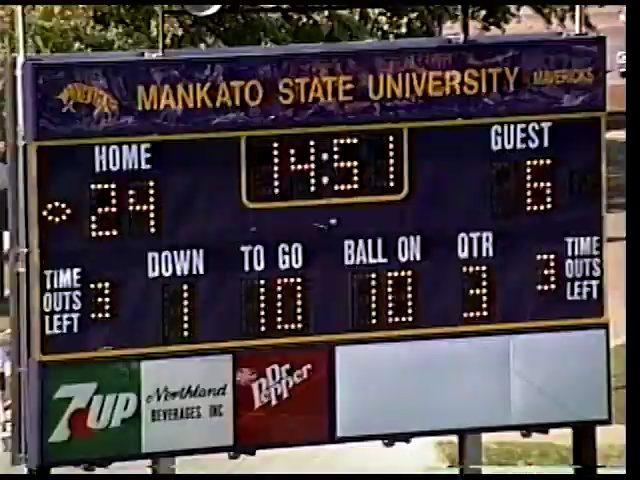 MANKATO STATE UNIVERSITY MAVERICKS
HOME 14:51 GUEST
24 6
DOWN TO GO BALL ON QTR
TIME OUTS LEFT 3 1 10 10 3 3 TIME OUTS LEFT
7UP
Northland
BEVERAGES, INC
Dr Pepper